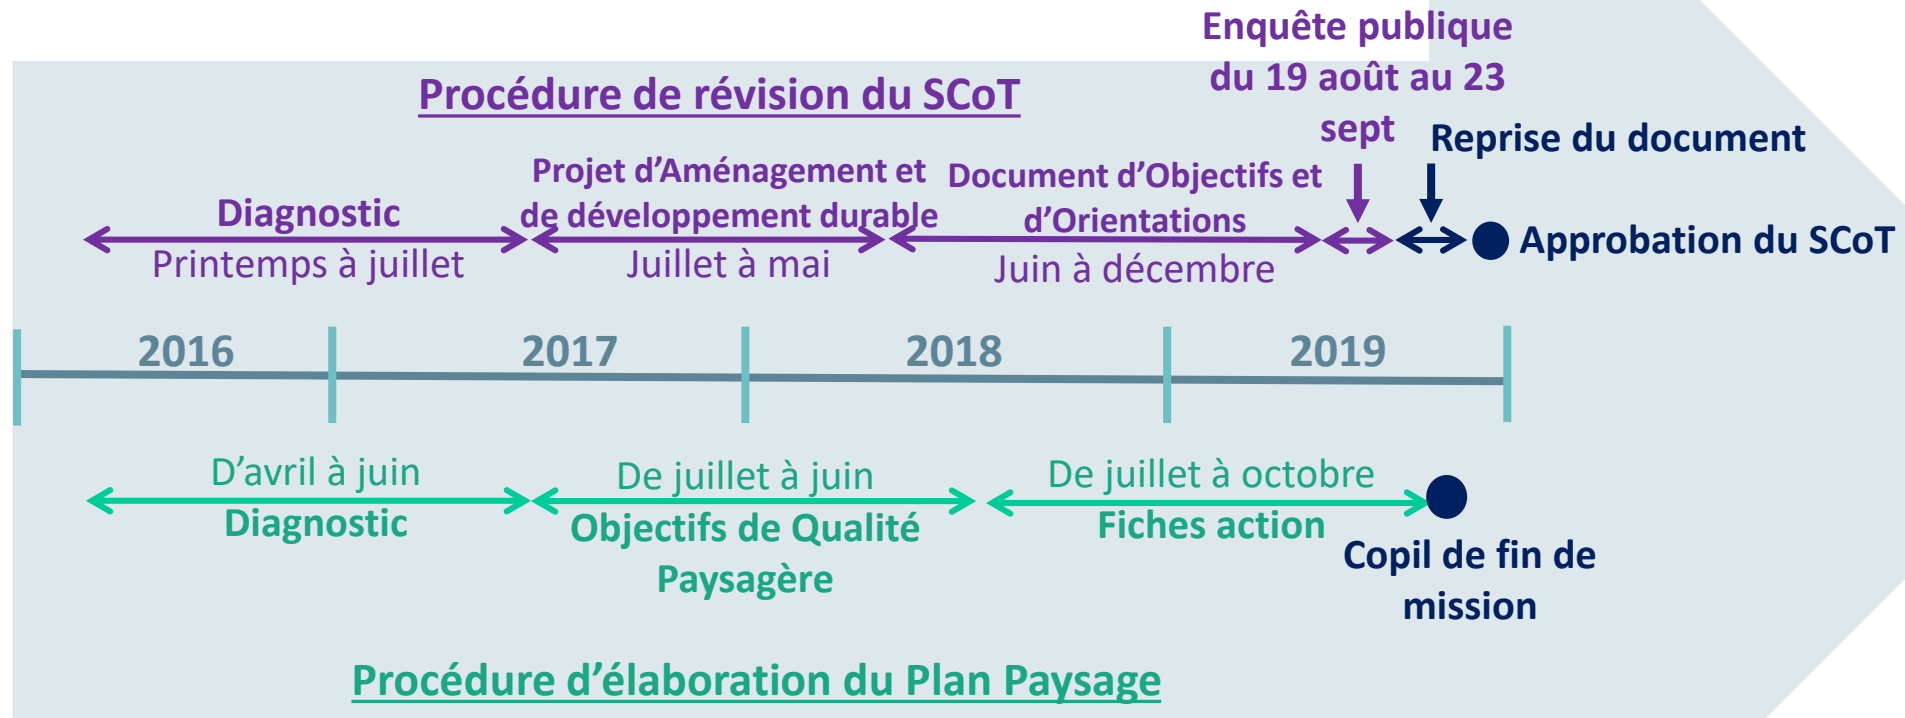 Enquête publique
du 19 août au 23
sept
Procédure de révision du SCoT
Reprise du document
Projet d’Aménagement et
de développement durable
Document d’Objectifs et
d’Orientations
Diagnostic
Printemps à juillet
Juillet à mai
Juin à décembre
Approbation du SCoT
2016
2017
2018
2019
D’avril à juin
Diagnostic
De juillet à juin
Objectifs de Qualité
Paysagère
De juillet à octobre
Fiches action
Copil de fin de
mission
Procédure d’élaboration du Plan Paysage